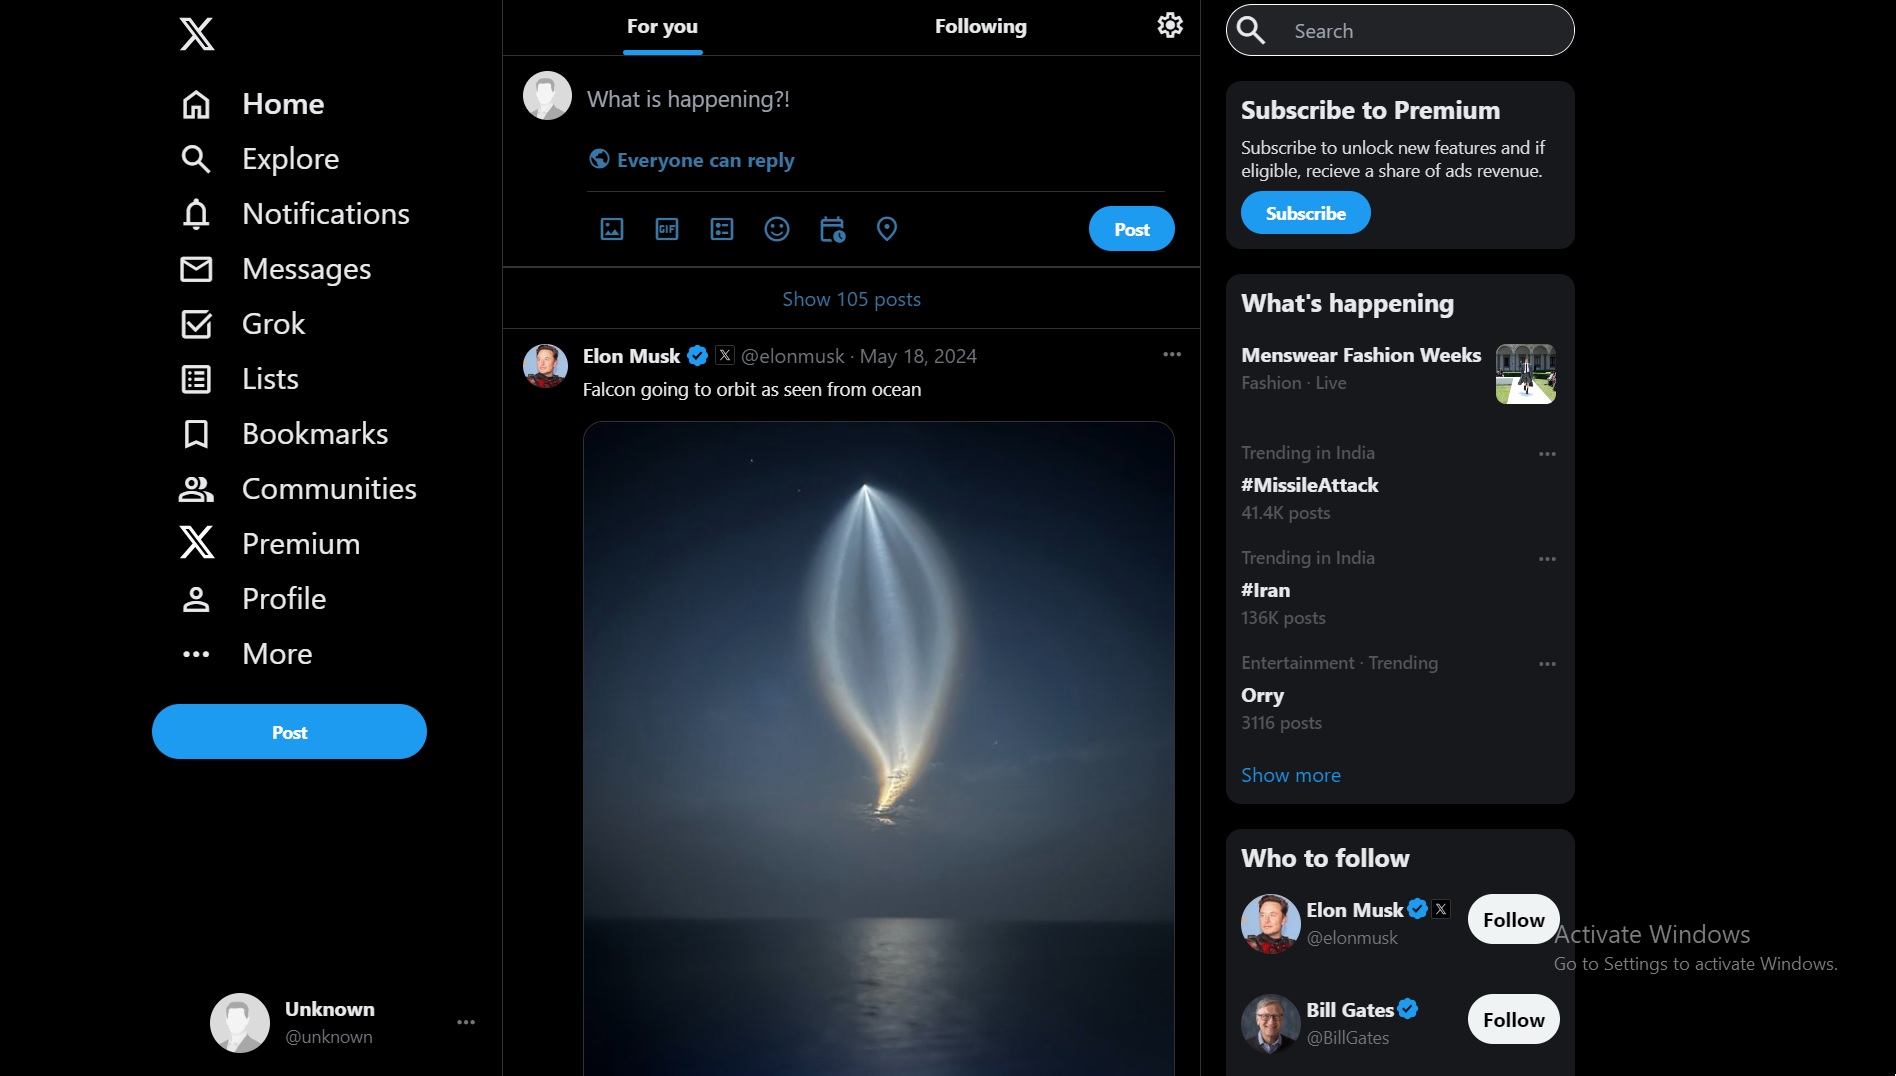 Home
Explore
Notifications
Messages
Grok
Lists
Bookmarks
Communities
Premium
Profile
More
Post
Unknown
@unknown
For you
Following
What is happening?!
Everyone can reply
GIF
Post
Show 105 posts
Elon Musk @elonmusk · May 18, 2024
Falcon going to orbit as seen from ocean
Search
Subscribe to Premium
Subscribe to unlock new features and if
eligible, recieve a share of ads revenue.
Subscribe
What's happening
Menswear Fashion Weeks
Fashion · Live
Trending in India
#MissileAttack
41.4K posts
Trending in India
#Iran
136K posts
Entertainment · Trending
Orry
3116 posts
Show more
Who to follow
Elon Musk
@elonmusk
Follow
Bill Gates
@BillGates
Follow
Activate Windows
Go to Settings to activate Windows.